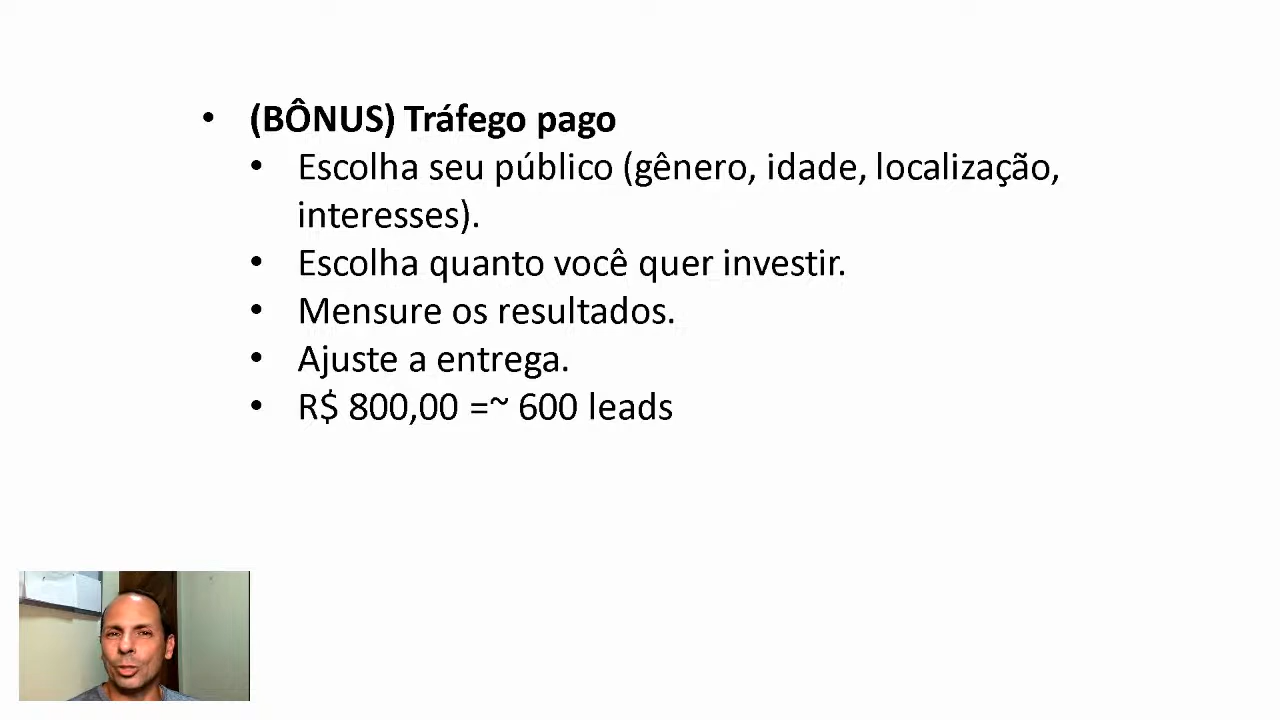 • (BÔNUS) Tráfego pago
• Escolha seu público (gênero, idade, localização,
interesses).
• Escolha quanto você quer investir.
• Mensure os resultados.
• Ajuste a entrega.
• R$ 800,00 =~ 600 leads